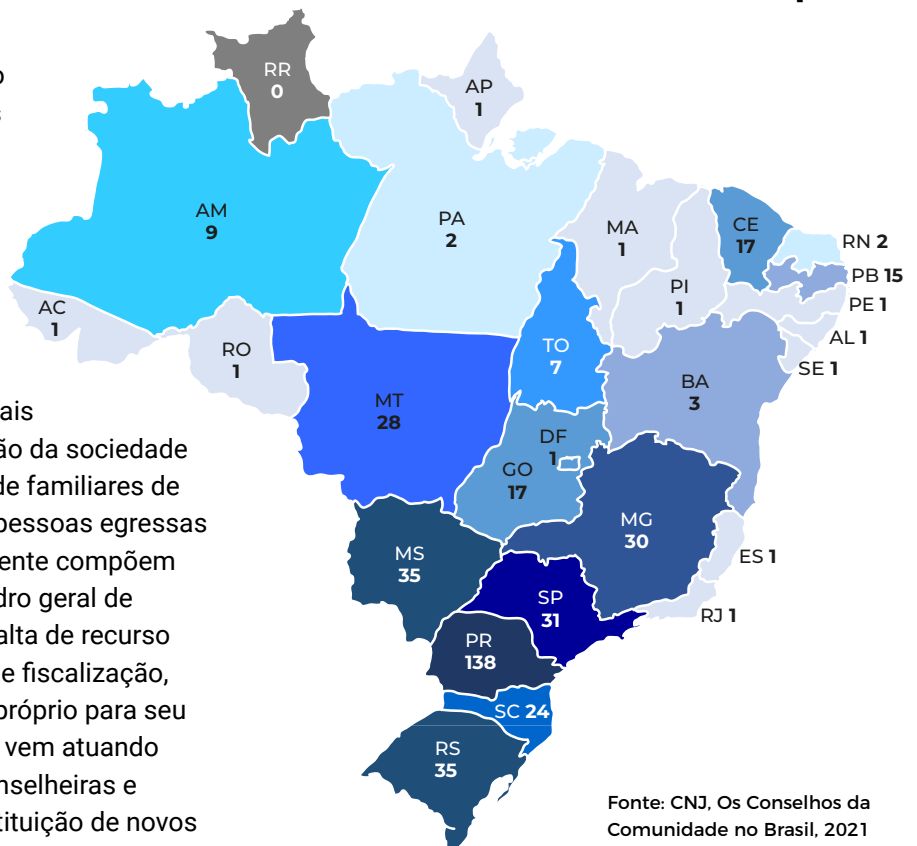 RR
0
AP
1
AM
9
PA
2
MA
1
CE
17
RN 2
PB 15
PI
1
PE 1
AC
1
AL 1
RO
1
TO
7
SE 1
BA
3
MT
28
DF
1
GO
17
MG
30
ES 1
MS
35
SP
31
RJ 1
PR
138
SC 24
RS
35
ais
ão da sociedade
de familiares de
pessoas egressas
ente compõem
dro geral de
alta de recurso
e fiscalização,
próprio para seu
vem atuando
nselheiras e
tituição de novos
Fonte: CNJ, Os Conselhos da
Comunidade no Brasil, 2021